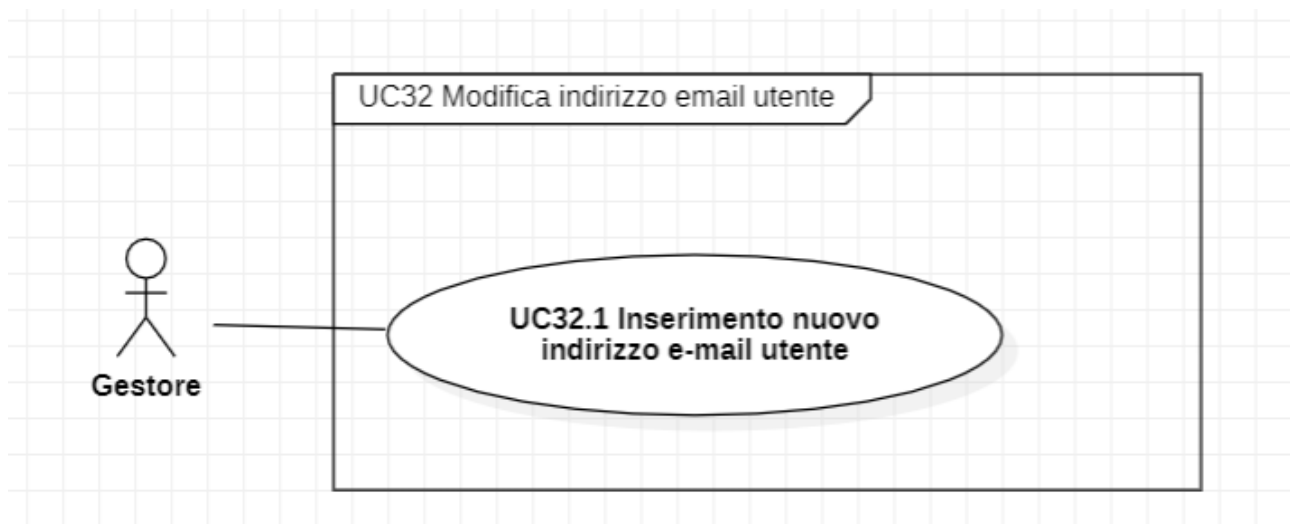 UC32 Modifica indirizzo email utente
UC32.1 Inserimento nuovo
indirizzo e-mail utente
Gestore